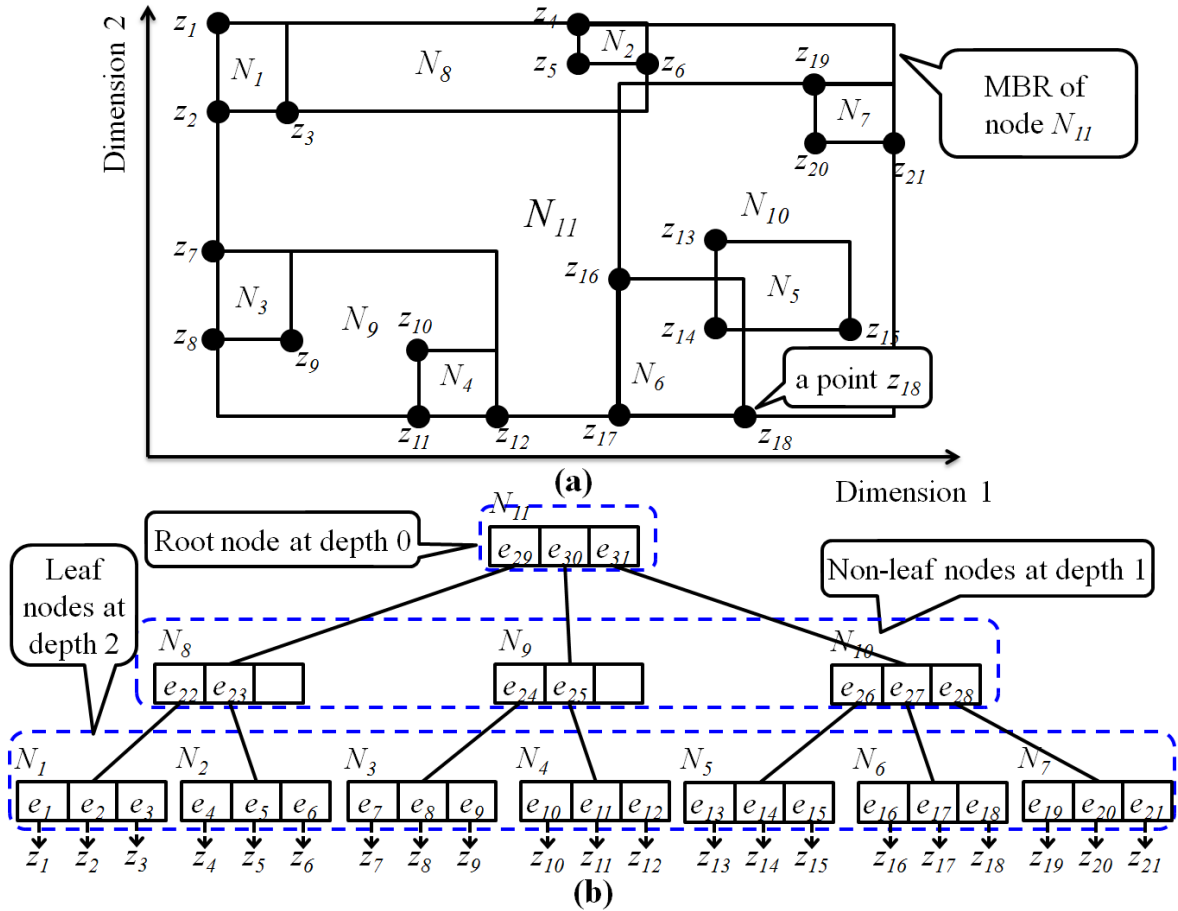 Dimension 2
z1
z4
N1
N8
z5
N2
z6
z19
MBR of
node N11
z2
z3
N7
z20
z21
N11
N10
z7
z13
z16
N3
N5
z8
z9
N9
z10
z14
z15
N4
N6
a point z18
z11
z12
z17
z18
(a)
Dimension 1
N11
Root node at depth 0
e29 e30 e31
Leaf
nodes at
depth 2
Non-leaf nodes at depth 1
N8 N9 N10
e22 e23 e24 e25 e26 e27 e28
N1 N2 N3 N4 N5 N6 N7
e1 e2 e3 e4 e5 e6 e7 e8 e9 e10 e11 e12 e13 e14 e15 e16 e17 e18 e19 e20 e21
z1 z2 z3 z4 z5 z6 z7 z8 z9 z10 z11 z12 z13 z14 z15 z16 z17 z18 z19 z20 z21
(b)